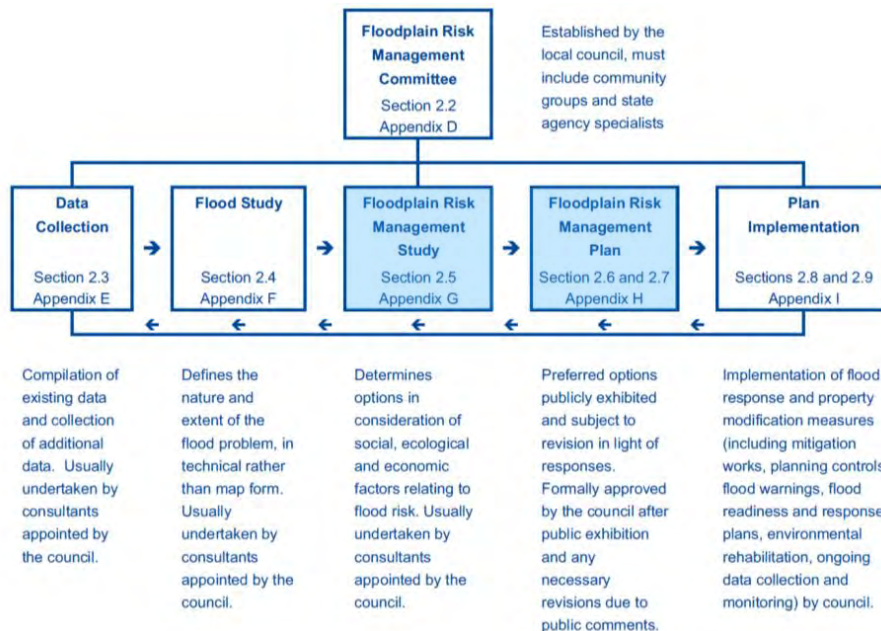 Floodplain Risk
Management
Committee
Section 2.2
Appendix D
Established by the
local council, must
include community
groups and state
agency specialists
Data
Collection
Section 2.3
Appendix E
Flood Study
Section 2.4
Appendix F
Floodplain Risk
Management
Study
Section 2.5
Appendix G
Floodplain Risk
Management
Plan
Section 2.6 and 2.7
Appendix H
Plan
Implementation
Sections 2.8 and 2.9
Appendix I
Compilation of
existing data
and collection
of additional
data. Usually
undertaken by
consultants
appointed by
the council.
Defines the
nature and
extent of the
flood problem, in
technical rather
than map form.
Usually
undertaken by
consultants
appointed by the
council.
Determines
options in
consideration of
social, ecological
and economic
factors relating to
flood risk. Usually
undertaken by
consultants
appointed by the
council.
Preferred options
publicly exhibited
and subject to
revision in light of
responses.
Formally approved
by the council after
public exhibition
and any
necessary
revisions due to
public comments.
Implementation of flood
response and property
modification measures
(including mitigation
works, planning controls
flood warnings, flood
readiness and response
plans, environmental
rehabilitation, ongoing
data collection and
monitoring) by council.